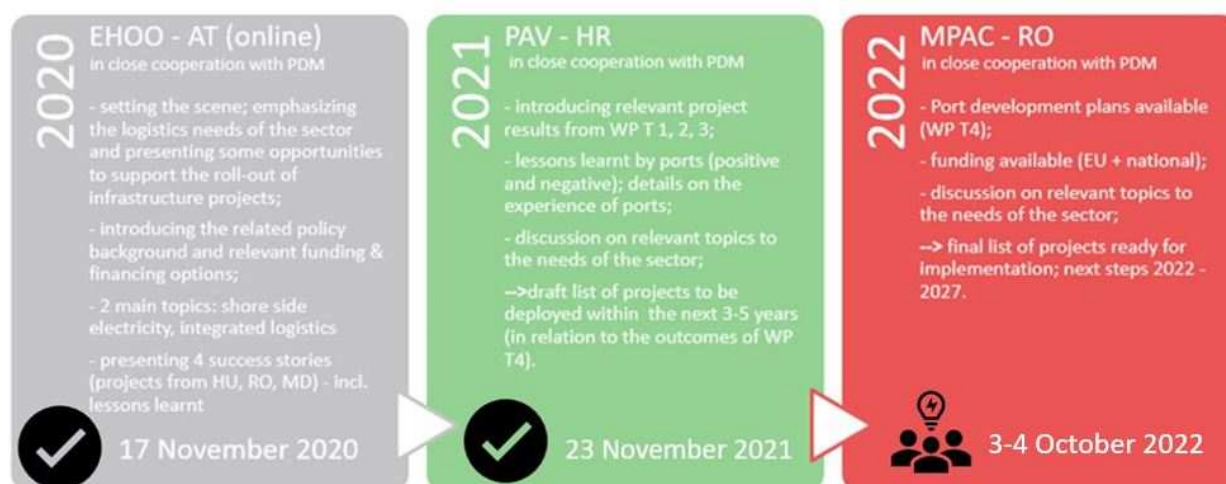 2020
EHOO - AT (online)
in close cooperation with PDM
- setting the scene; emphasizing
the logistics needs of the sector
and presenting some opportunities
to support the roll-out of
infrastructure projects;
- introducing the related policy
background and relevant funding &
financing options;
- 2 main topics: shore side
electricity, integrated logistics
- presenting 4 success stories
(projects from HU, RO, MD) - incl.
lessons learnt
17 November 2020
2021
PAV - HR
in close cooperation with PDM
- introducing relevant project
results from WP T 1, 2, 3;
- lessons learnt by ports (positive
and negative); details on the
experience of ports;
- discussion on relevant topics to
the needs of the sector;
-->draft list of projects to be
deployed within the next 3-5 years
(in relation to the outcomes of WP
T4).
23 November 2021
2022
MPAC - RO
in close cooperation with PDM
- Port development plans available
(WP T4);
- funding available (EU + national);
- discussion on relevant topics to
the needs of the sector;
--> final list of projects ready for
implementation; next steps 2022 -
2027.
3-4 October 2022